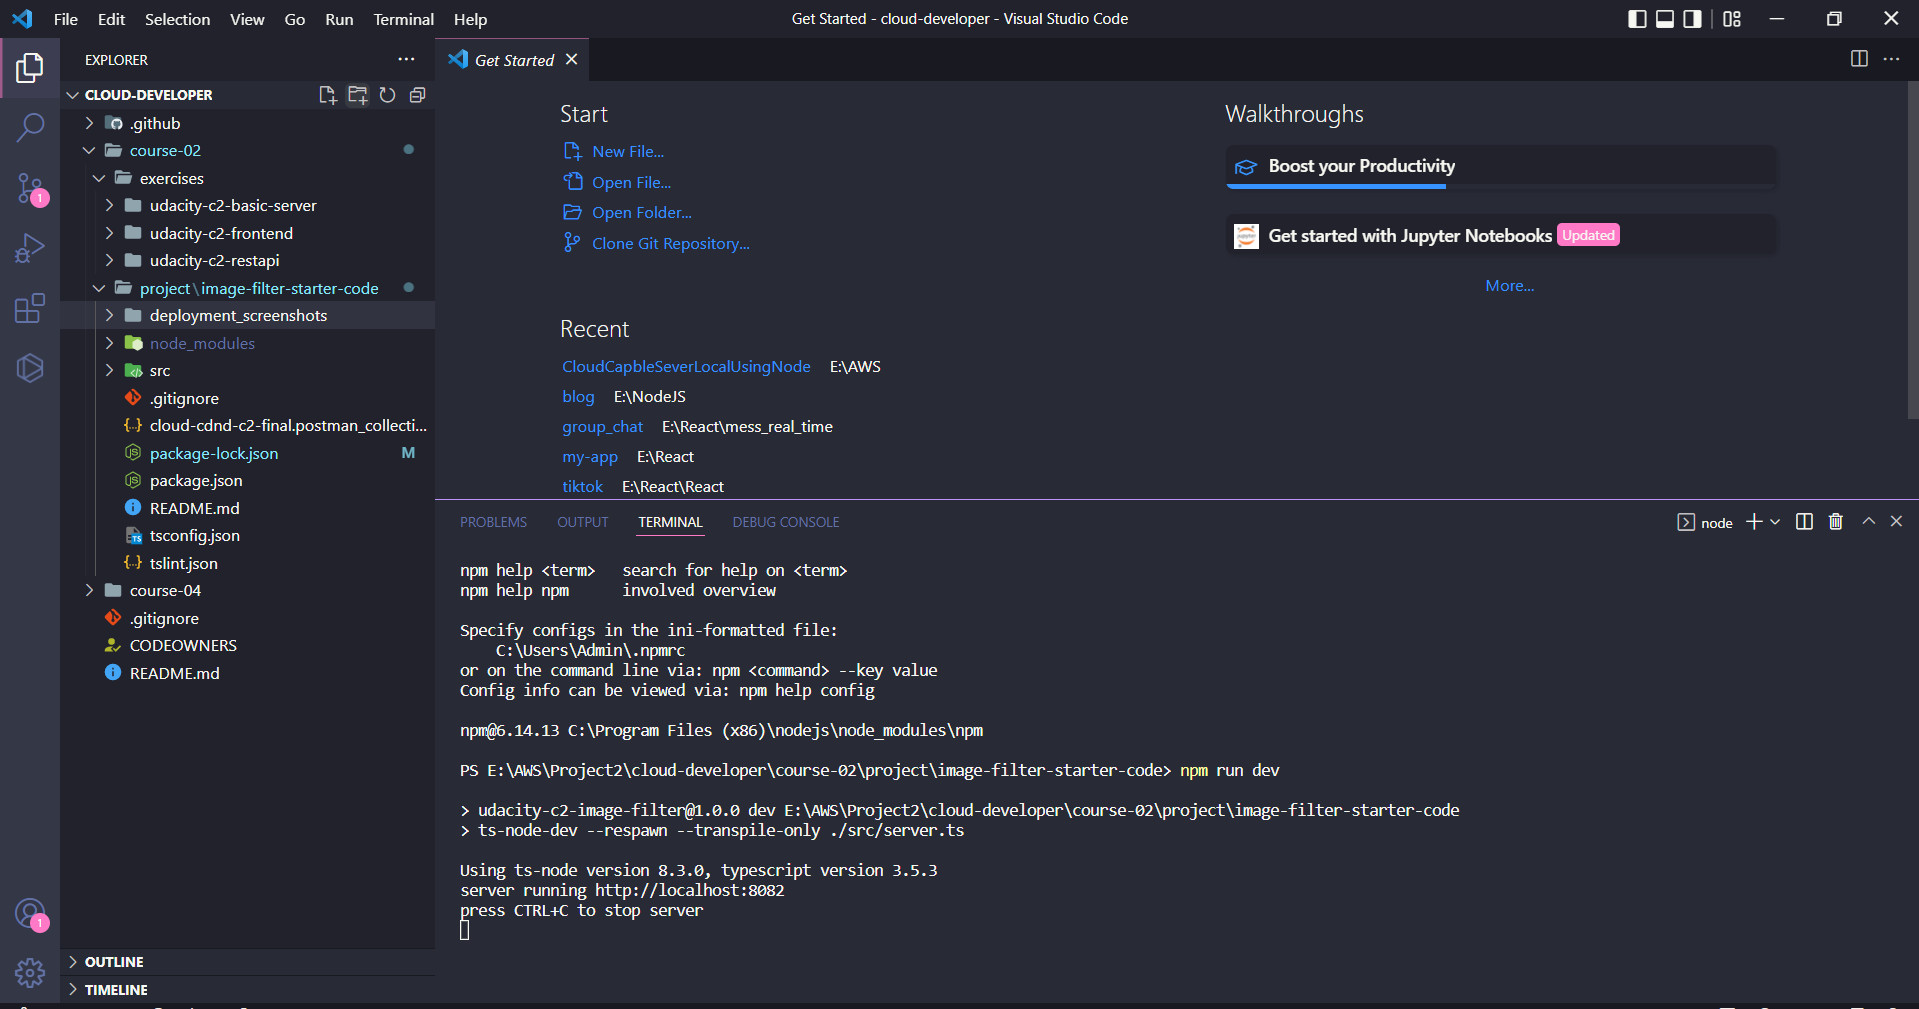 File Edit Selection View Go Run Terminal Help
Get Started - cloud-developer - Visual Studio Code
EXPLORER
CLOUD-DEVELOPER
.github
course-02
exercises
udacity-c2-basic-server
udacity-c2-frontend
udacity-c2-restapi
project\image-filter-starter-code
deployment_screenshots
node_modules
src
.gitignore
cloud-cdnd-c2-final.postman_collecti...
package-lock.json M
package.json
README.md
tsconfig.json
tslint.json
course-04
.gitignore
CODEOWNERS
README.md
OUTLINE
TIMELINE
1
1
Get Started
Start
New File...
Open File...
Open Folder...
Clone Git Repository...
Recent
CloudCapbleSeverLocalUsingNode E:\AWS
blog E:\NodeJS
group_chat E:\React\mess_real_time
my-app E:\React
tiktok E:\React\React
Walkthroughs
Boost your Productivity
Get started with Jupyter Notebooks Updated
More...
PROBLEMS OUTPUT TERMINAL DEBUG CONSOLE
node
npm help <term> search for help on <term>
npm help npm involved overview
Specify configs in the ini-formatted file:
C:\Users\Admin\.npmrc
or on the command line via: npm <command> --key value
Config info can be viewed via: npm help config
npm@6.14.13 C:\Program Files (x86)\nodejs\node_modules\npm
PS E:\AWS\Project2\cloud-developer\course-02\project\image-filter-starter-code> npm run dev
> udacity-c2-image-filter@1.0.0 dev E:\AWS\Project2\cloud-developer\course-02\project\image-filter-starter-code
> ts-node-dev --respawn --transpile-only ./src/server.ts
Using ts-node version 8.3.0, typescript version 3.5.3
server running http://localhost:8082
press CTRL+C to stop server